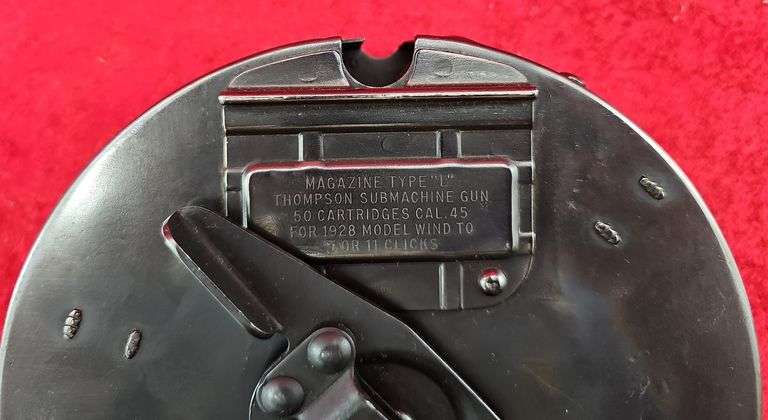 MAGAZINE TYPE "L"
THOMPSON SUBMACHINE GUN
50 CARTRIDGES CAL. 45
FOR 1928 MODEL WIND TO
OR 11 CLICKS